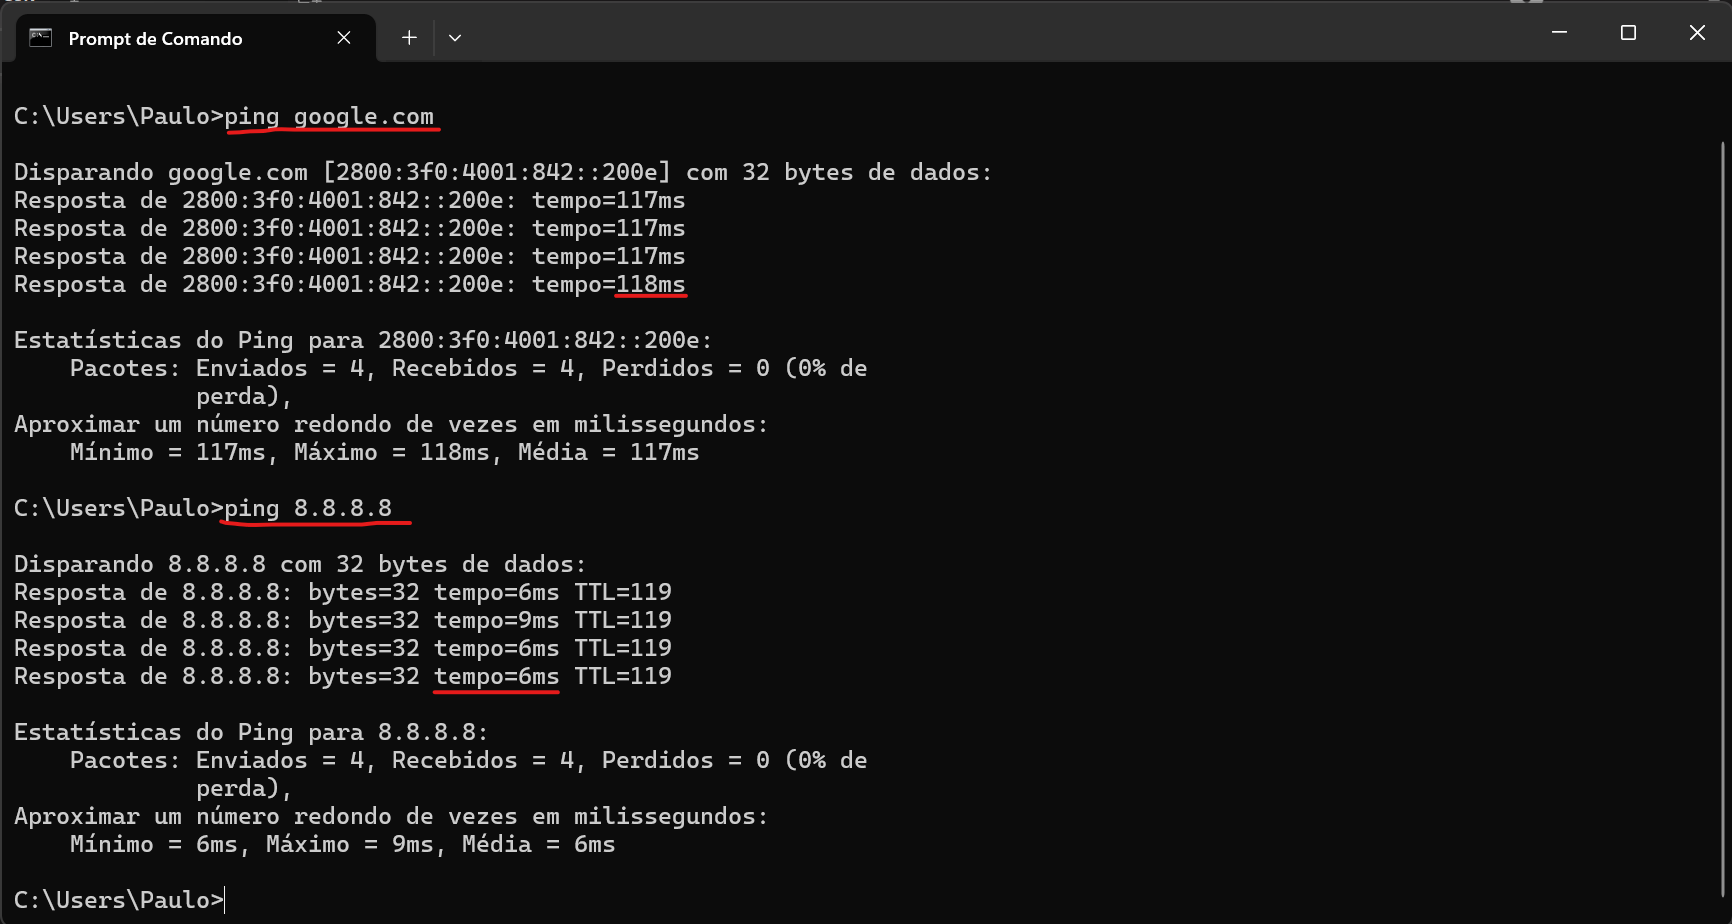 Prompt de Comando
C:\Users\Paulo>ping google.com
Disparando google.com [2800:3f0:4001:842::200e] com 32 bytes de dados:
Resposta de 2800:3f0:4001:842::200e: tempo=117ms
Resposta de 2800:3f0:4001:842::200e: tempo=117ms
Resposta de 2800:3f0:4001:842::200e: tempo=117ms
Resposta de 2800:3f0:4001:842::200e: tempo=118ms
Estatísticas do Ping para 2800:3f0:4001:842::200e:
Pacotes: Enviados = 4, Recebidos = 4, Perdidos = 0 (0% de
perda),
Aproximar um número redondo de vezes em milissegundos:
Mínimo = 117ms, Máximo = 118ms, Média = 117ms
C:\Users\Paulo>ping 8.8.8.8
Disparando 8.8.8.8 com 32 bytes de dados:
Resposta de 8.8.8.8: bytes=32 tempo=6ms TTL=119
Resposta de 8.8.8.8: bytes=32 tempo=9ms TTL=119
Resposta de 8.8.8.8: bytes=32 tempo=6ms TTL=119
Resposta de 8.8.8.8: bytes=32 tempo=6ms TTL=119
Estatísticas do Ping para 8.8.8.8:
Pacotes: Enviados = 4, Recebidos = 4, Perdidos = 0 (0% de
perda),
Aproximar um número redondo de vezes em milissegundos:
Mínimo = 6ms, Máximo = 9ms, Média = 6ms
C:\Users\Paulo>